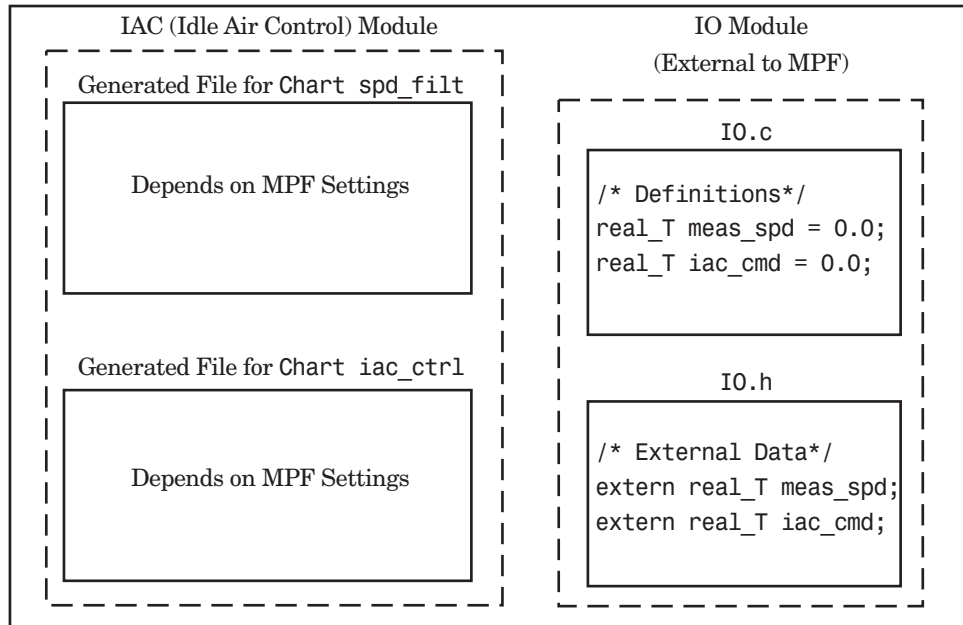 IAC (Idle Air Control) Module
Generated File for Chart spd_filt
Depends on MPF Settings
Generated File for Chart iac_ctrl
Depends on MPF Settings
IO Module
(External to MPF)
IO.c
/* Definitions*/
real_T meas_spd = 0.0;
real_T iac_cmd = 0.0;
IO.h
/* External Data*/
extern real_T meas_spd;
extern real_T iac_cmd;